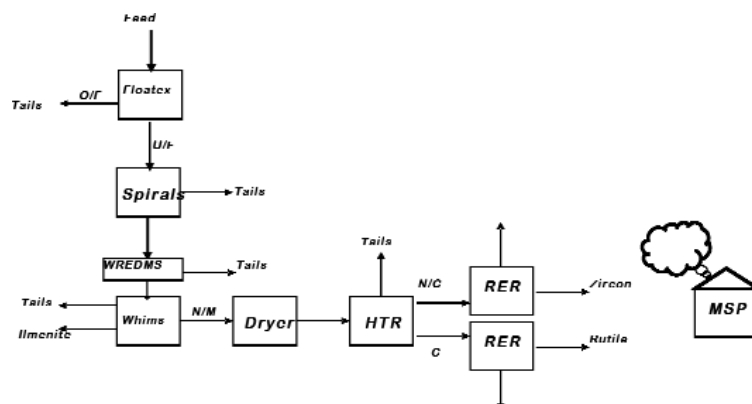 Feed
Floatex
O/F
Tails
U/F
Spirals
Tails
Tails
WREDMS
Tails
N/C
RER
Zircon
Tails
Whims
N/M
Dryer
HTR
MSP
Ilmenite
C
RER
Rutile